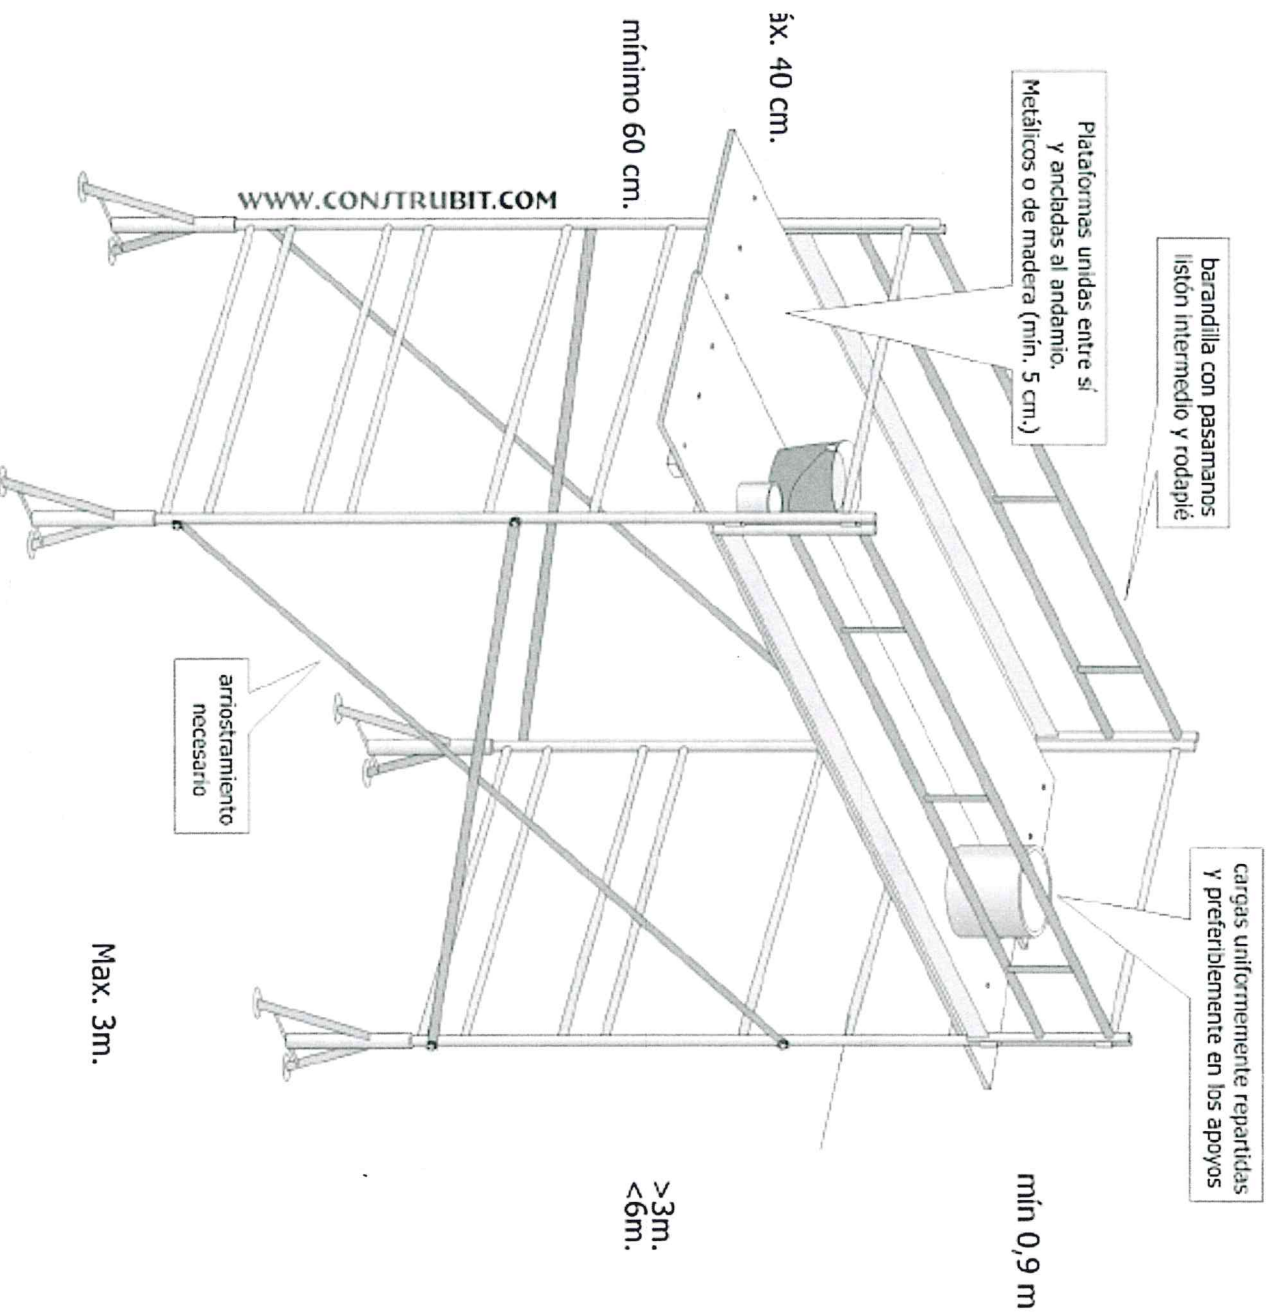 cargas uniformemente repartidas
y preferiblemente en los apoyos
barandilla con pasamanos
listón intermedio y rodapié
Plataformas unidas entre sí
y ancladas al andamio.
Metálicos o de madera (mín. 5 cm.)
mín 0,9 m
áx. 40 cm.
mínimo 60 cm.
>3m.
<6m.
WWW.CONSTRUBIT.COM
arriostramiento
necesario
Max. 3m.